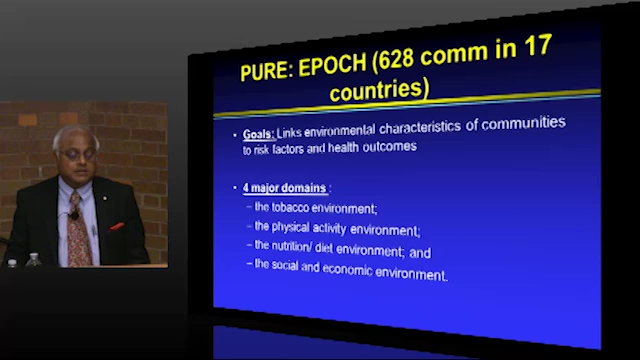 PURE: EPOCH (628 comm in 17
countries)
• Goals: Links environmental characteristics of communities
to risk factors and health outcomes
• 4 major domains :
– the tobacco environment;
– the physical activity environment;
– the nutrition/ diet environment; and
– the social and economic environment.